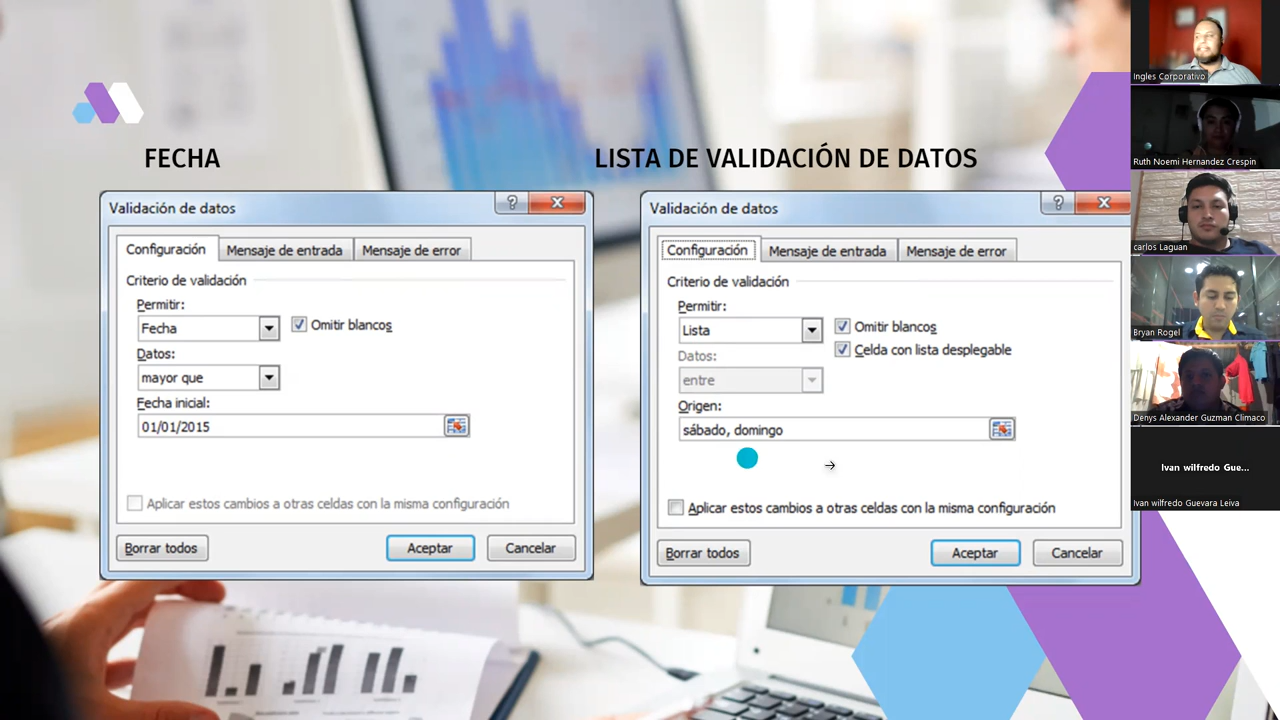 FECHA
Validación de datos
?
Configuración
Mensaje de entrada
Mensaje de error
Criterio de validación
Permitir:
Fecha
Omitir blancos
Datos:
mayor que
Fecha inicial:
01/01/2015
Aplicar estos cambios a otras celdas con la misma configuración
Borrar todos
Aceptar
Cancelar
LISTA DE VALIDACIÓN DE DATOS
Validación de datos
?
Configuración
Mensaje de entrada
Mensaje de error
Criterio de validación
Permitir:
Lista
Omitir blancos
Celda con lista desplegable
Datos:
entre
Origen:
sábado, domingo
Aplicar estos cambios a otras celdas con la misma configuración
Borrar todos
Aceptar
Cancelar
Ingles Corporativo
Ruth Noemi Hernandez Crespin
carlos Laguan
Bryan Rogel
Denys Alexander Guzman Climaco
Ivan wilfredo Gue...
Ivan wilfredo Guevara Leiva